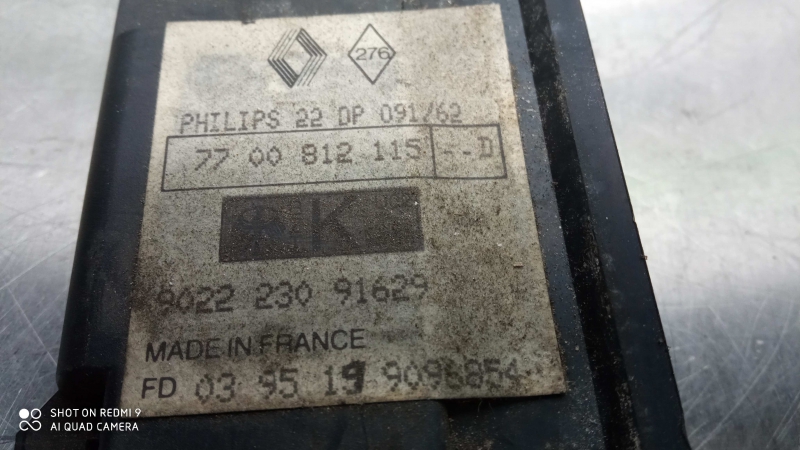 276
PHILIPS 22 DP 091/62
77 00 812 115 --D
K
9022 230 91629
MADE IN FRANCE
FD 03 95 19 9096854
SHOT ON REDMI 9
AI QUAD CAMERA